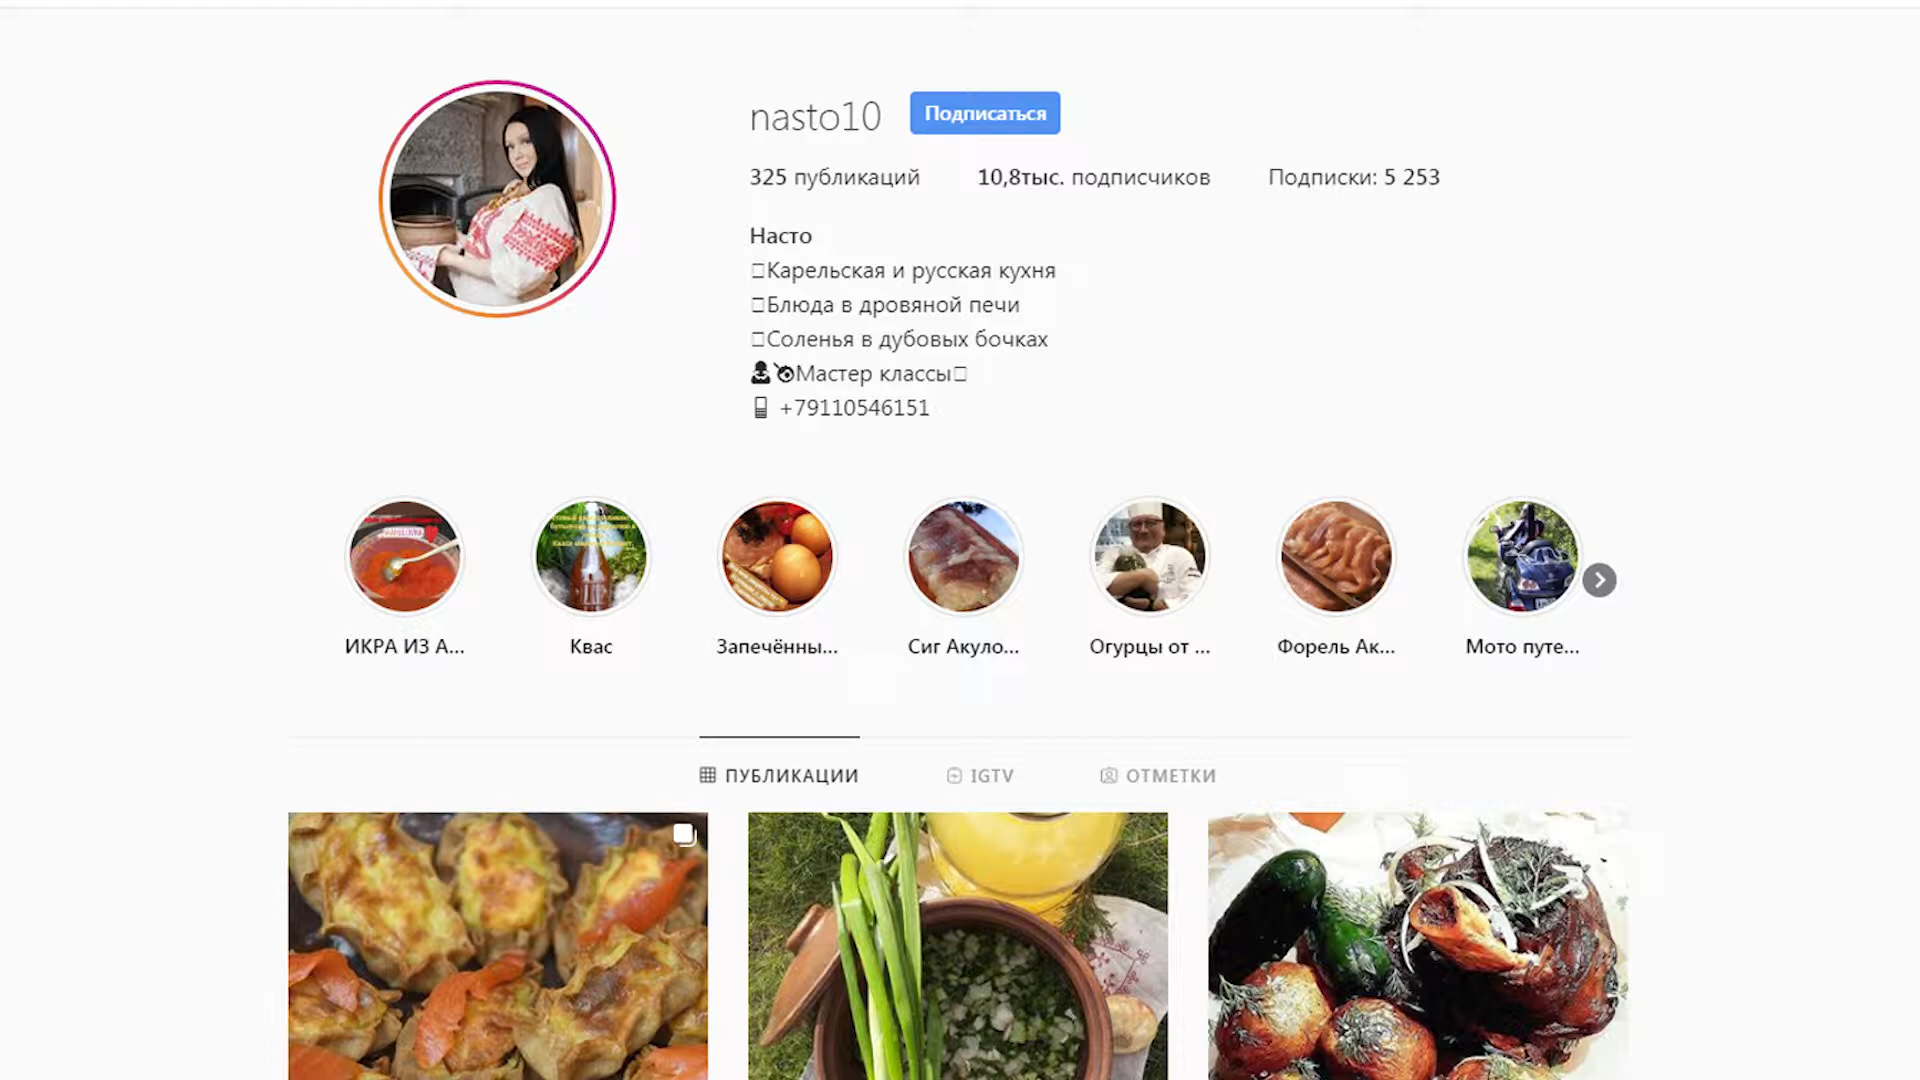 nasto10 Подписаться
325 публикаций 10,8тыс. подписчиков Подписки: 5 253
Насто
Карельская и русская кухня
Блюда в дровяной печи
Соленья в дубовых бочках
Мастер классы
+79110546151
ИКРА ИЗ А... Квас Запечённы... Сиг Акуло... Огурцы от ... Форель Ак... Мото путе...
ПУБЛИКАЦИИ IGTV ОТМЕТКИ